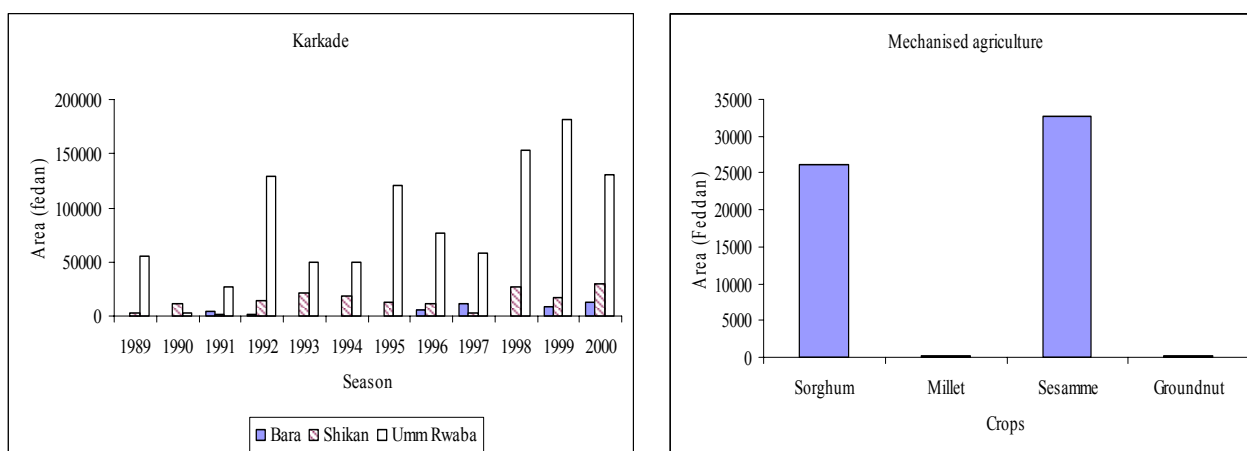 Karkade
Area (fedan)
200000
150000
100000
50000
0
1989 1990 1991 1992 1993 1994 1995 1996 1997 1998 1999 2000
Season
Bara Shikan Umm Rwaba
Mechanised agriculture
Area (Feddan)
35000
30000
25000
20000
15000
10000
5000
0
Sorghum Millet Sesamme Groundnut
Crops